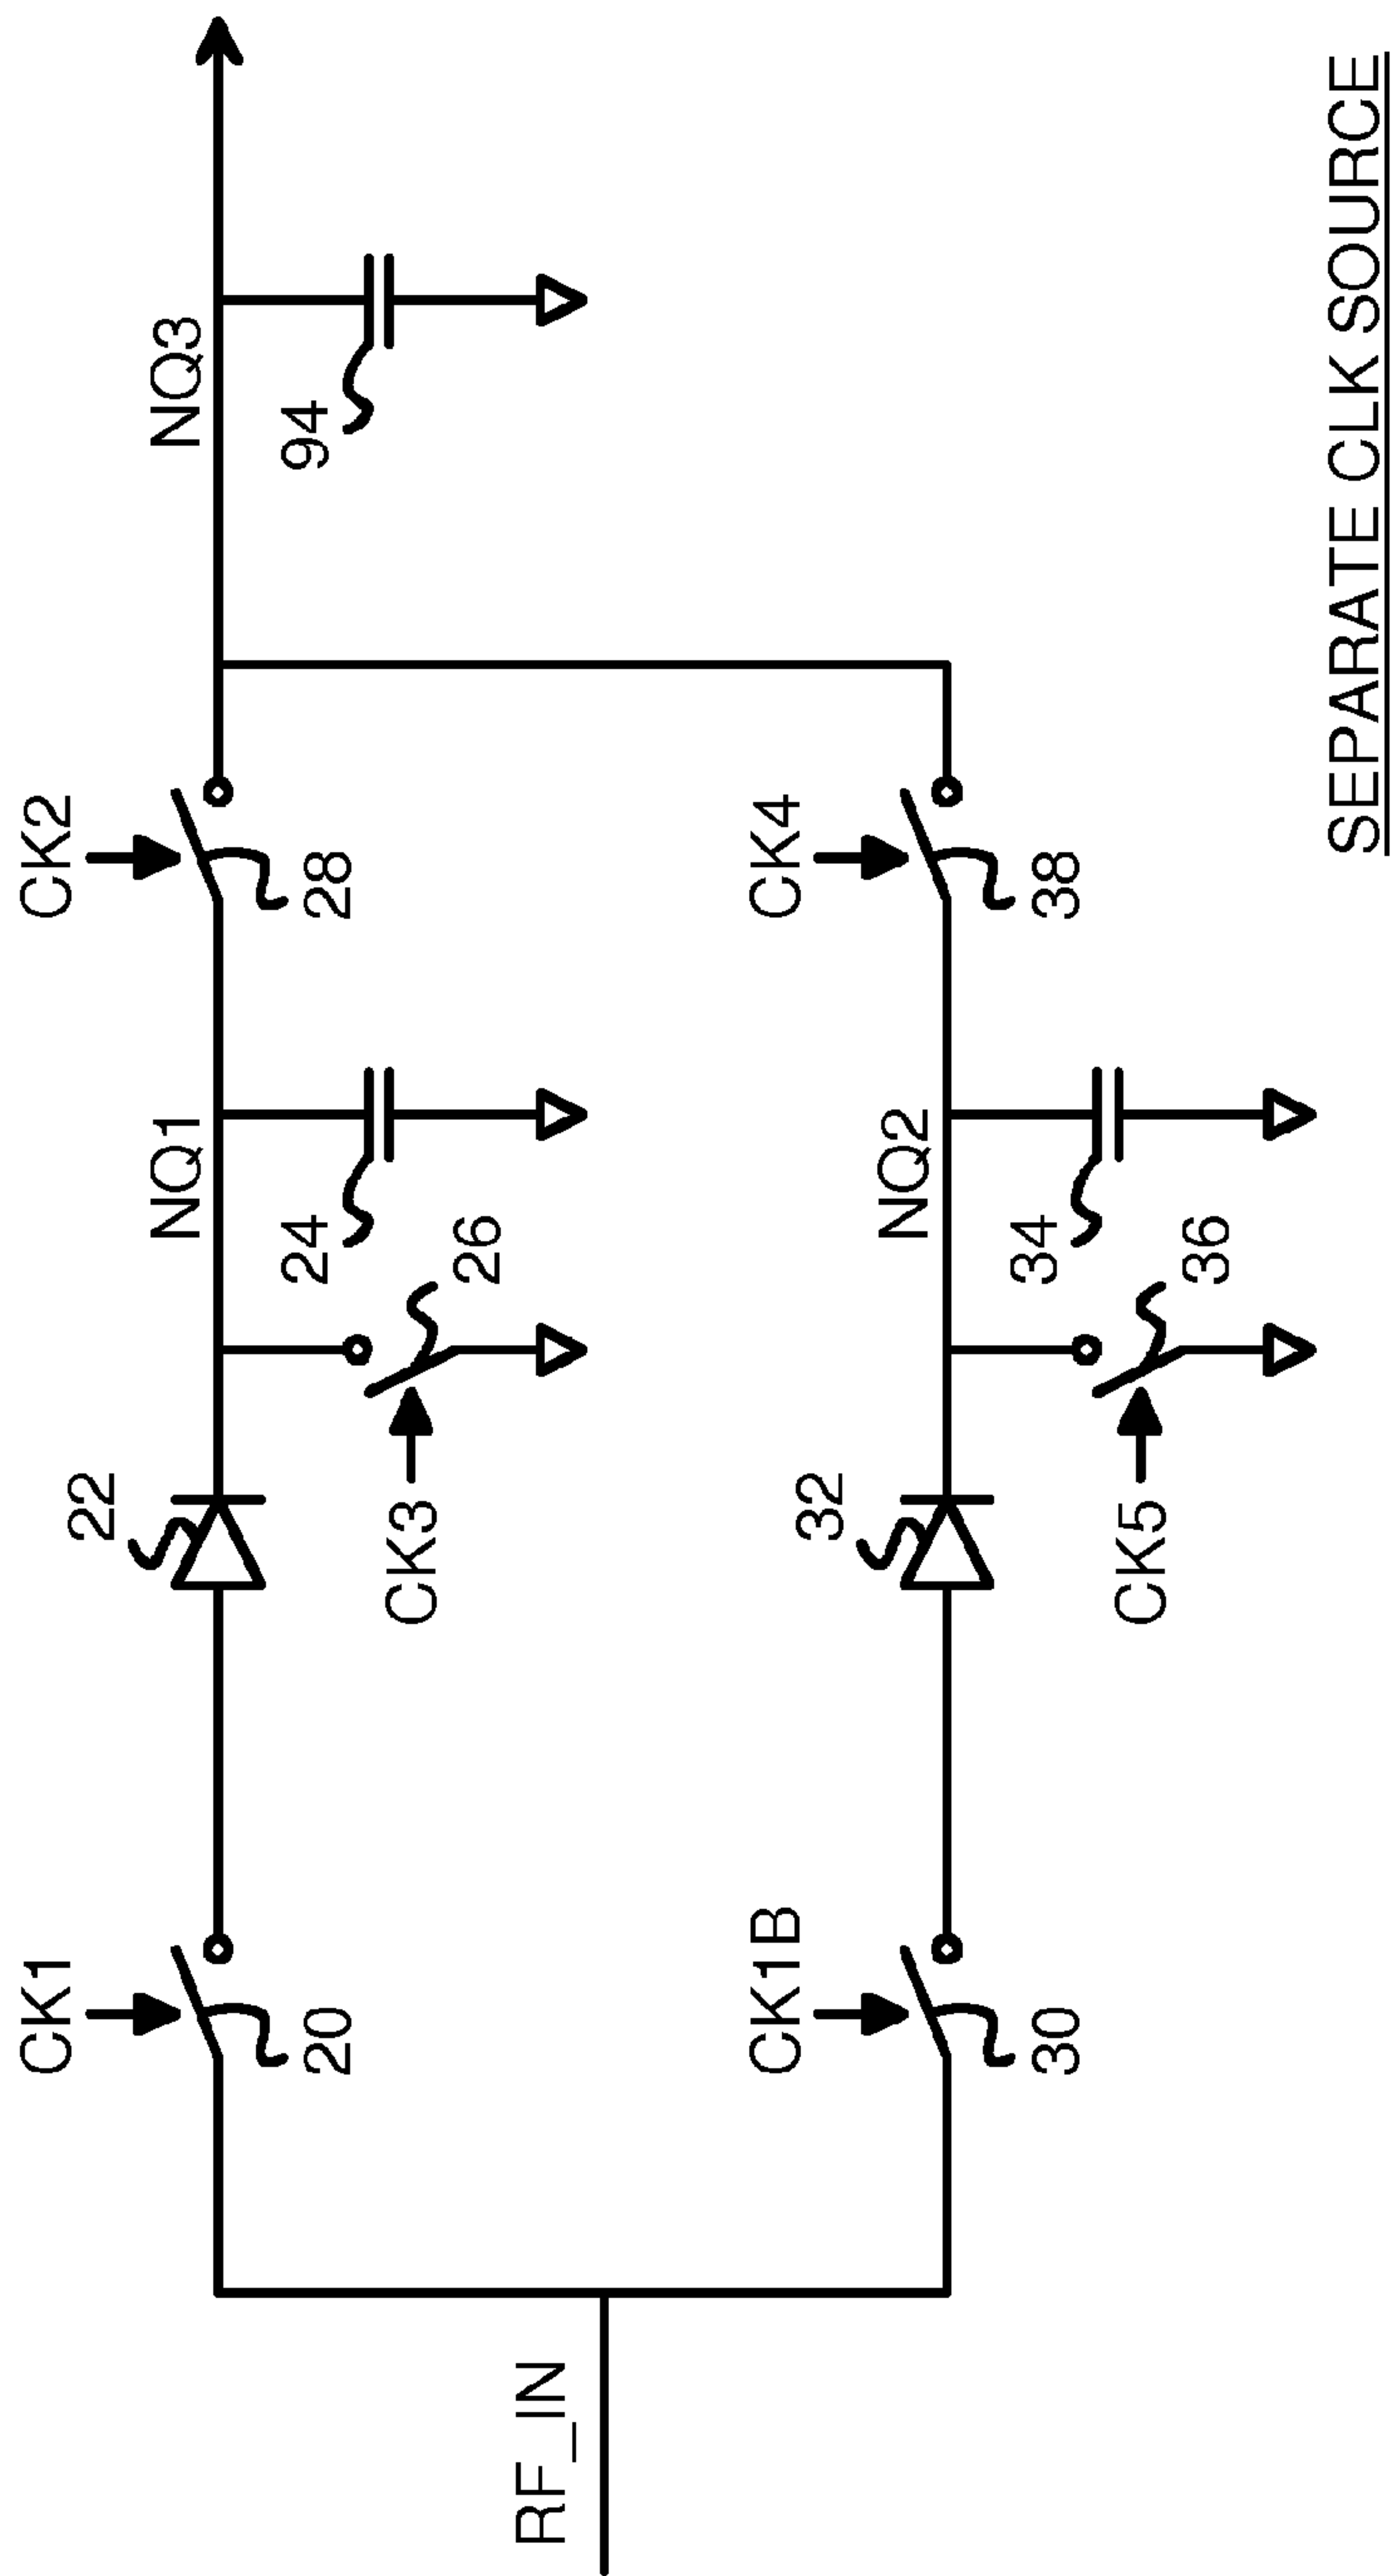 RF_IN
CK1
20
22
CK3
26
24
NQ1
CK2
28
NQ3
94
CK1B
30
32
CK5
36
34
NQ2
CK4
38
SEPARATE CLK SOURCE